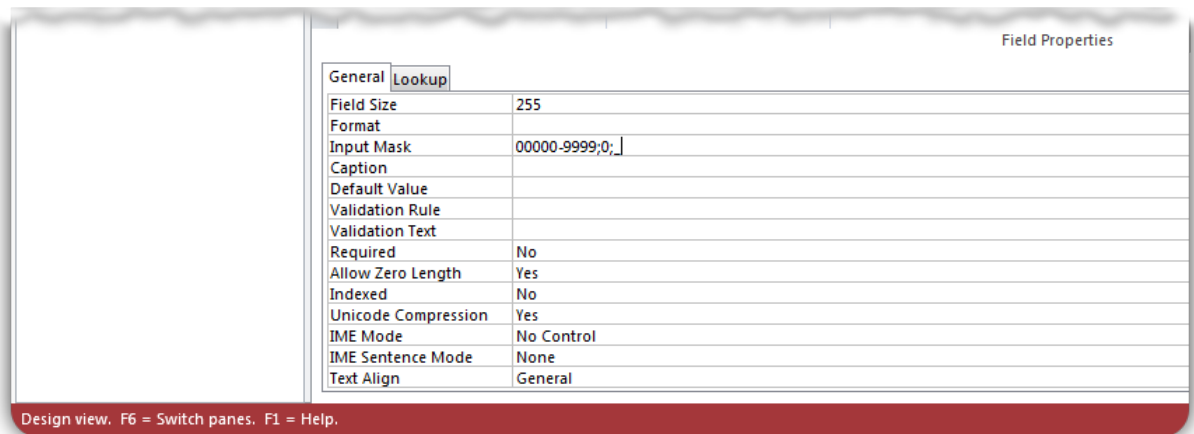 Field Properties
General Lookup
Field Size 255
Format
Input Mask 00000-9999;0;_
Caption
Default Value
Validation Rule
Validation Text
Required No
Allow Zero Length Yes
Indexed No
Unicode Compression Yes
IME Mode No Control
IME Sentence Mode None
Text Align General
Design view. F6 = Switch panes. F1 = Help.